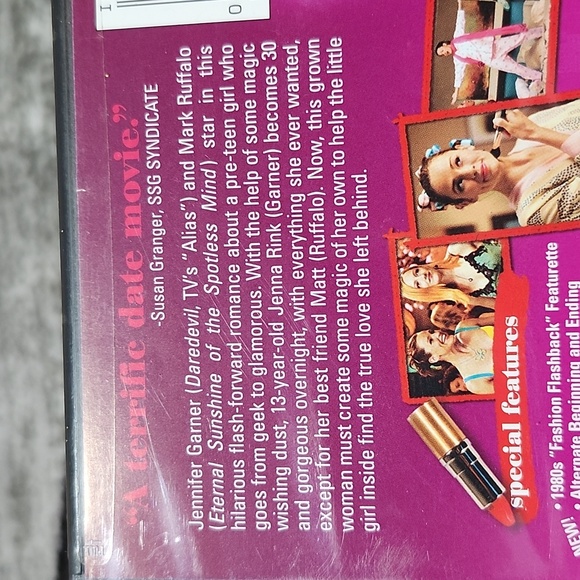 "A terrific date movie."
-Susan Granger, SSG SYNDICATE
Jennifer Garner (Daredevil, TV's "Alias") and Mark Ruffalo
(Eternal Sunshine of the Spotless Mind) star in this
hilarious flash-forward romance about a pre-teen girl who
goes from geek to glamorous. With the help of some magic
wishing dust, 13-year-old Jenna Rink (Garner) becomes 30
and gorgeous overnight, with everything she ever wanted,
except for her best friend Matt (Ruffalo). Now, this grown
woman must create some magic of her own to help the little
girl inside find the true love she left behind.
special features
• 1980s "Fashion Flashback" Featurette
NEW! • Alternate Beginning and Ending